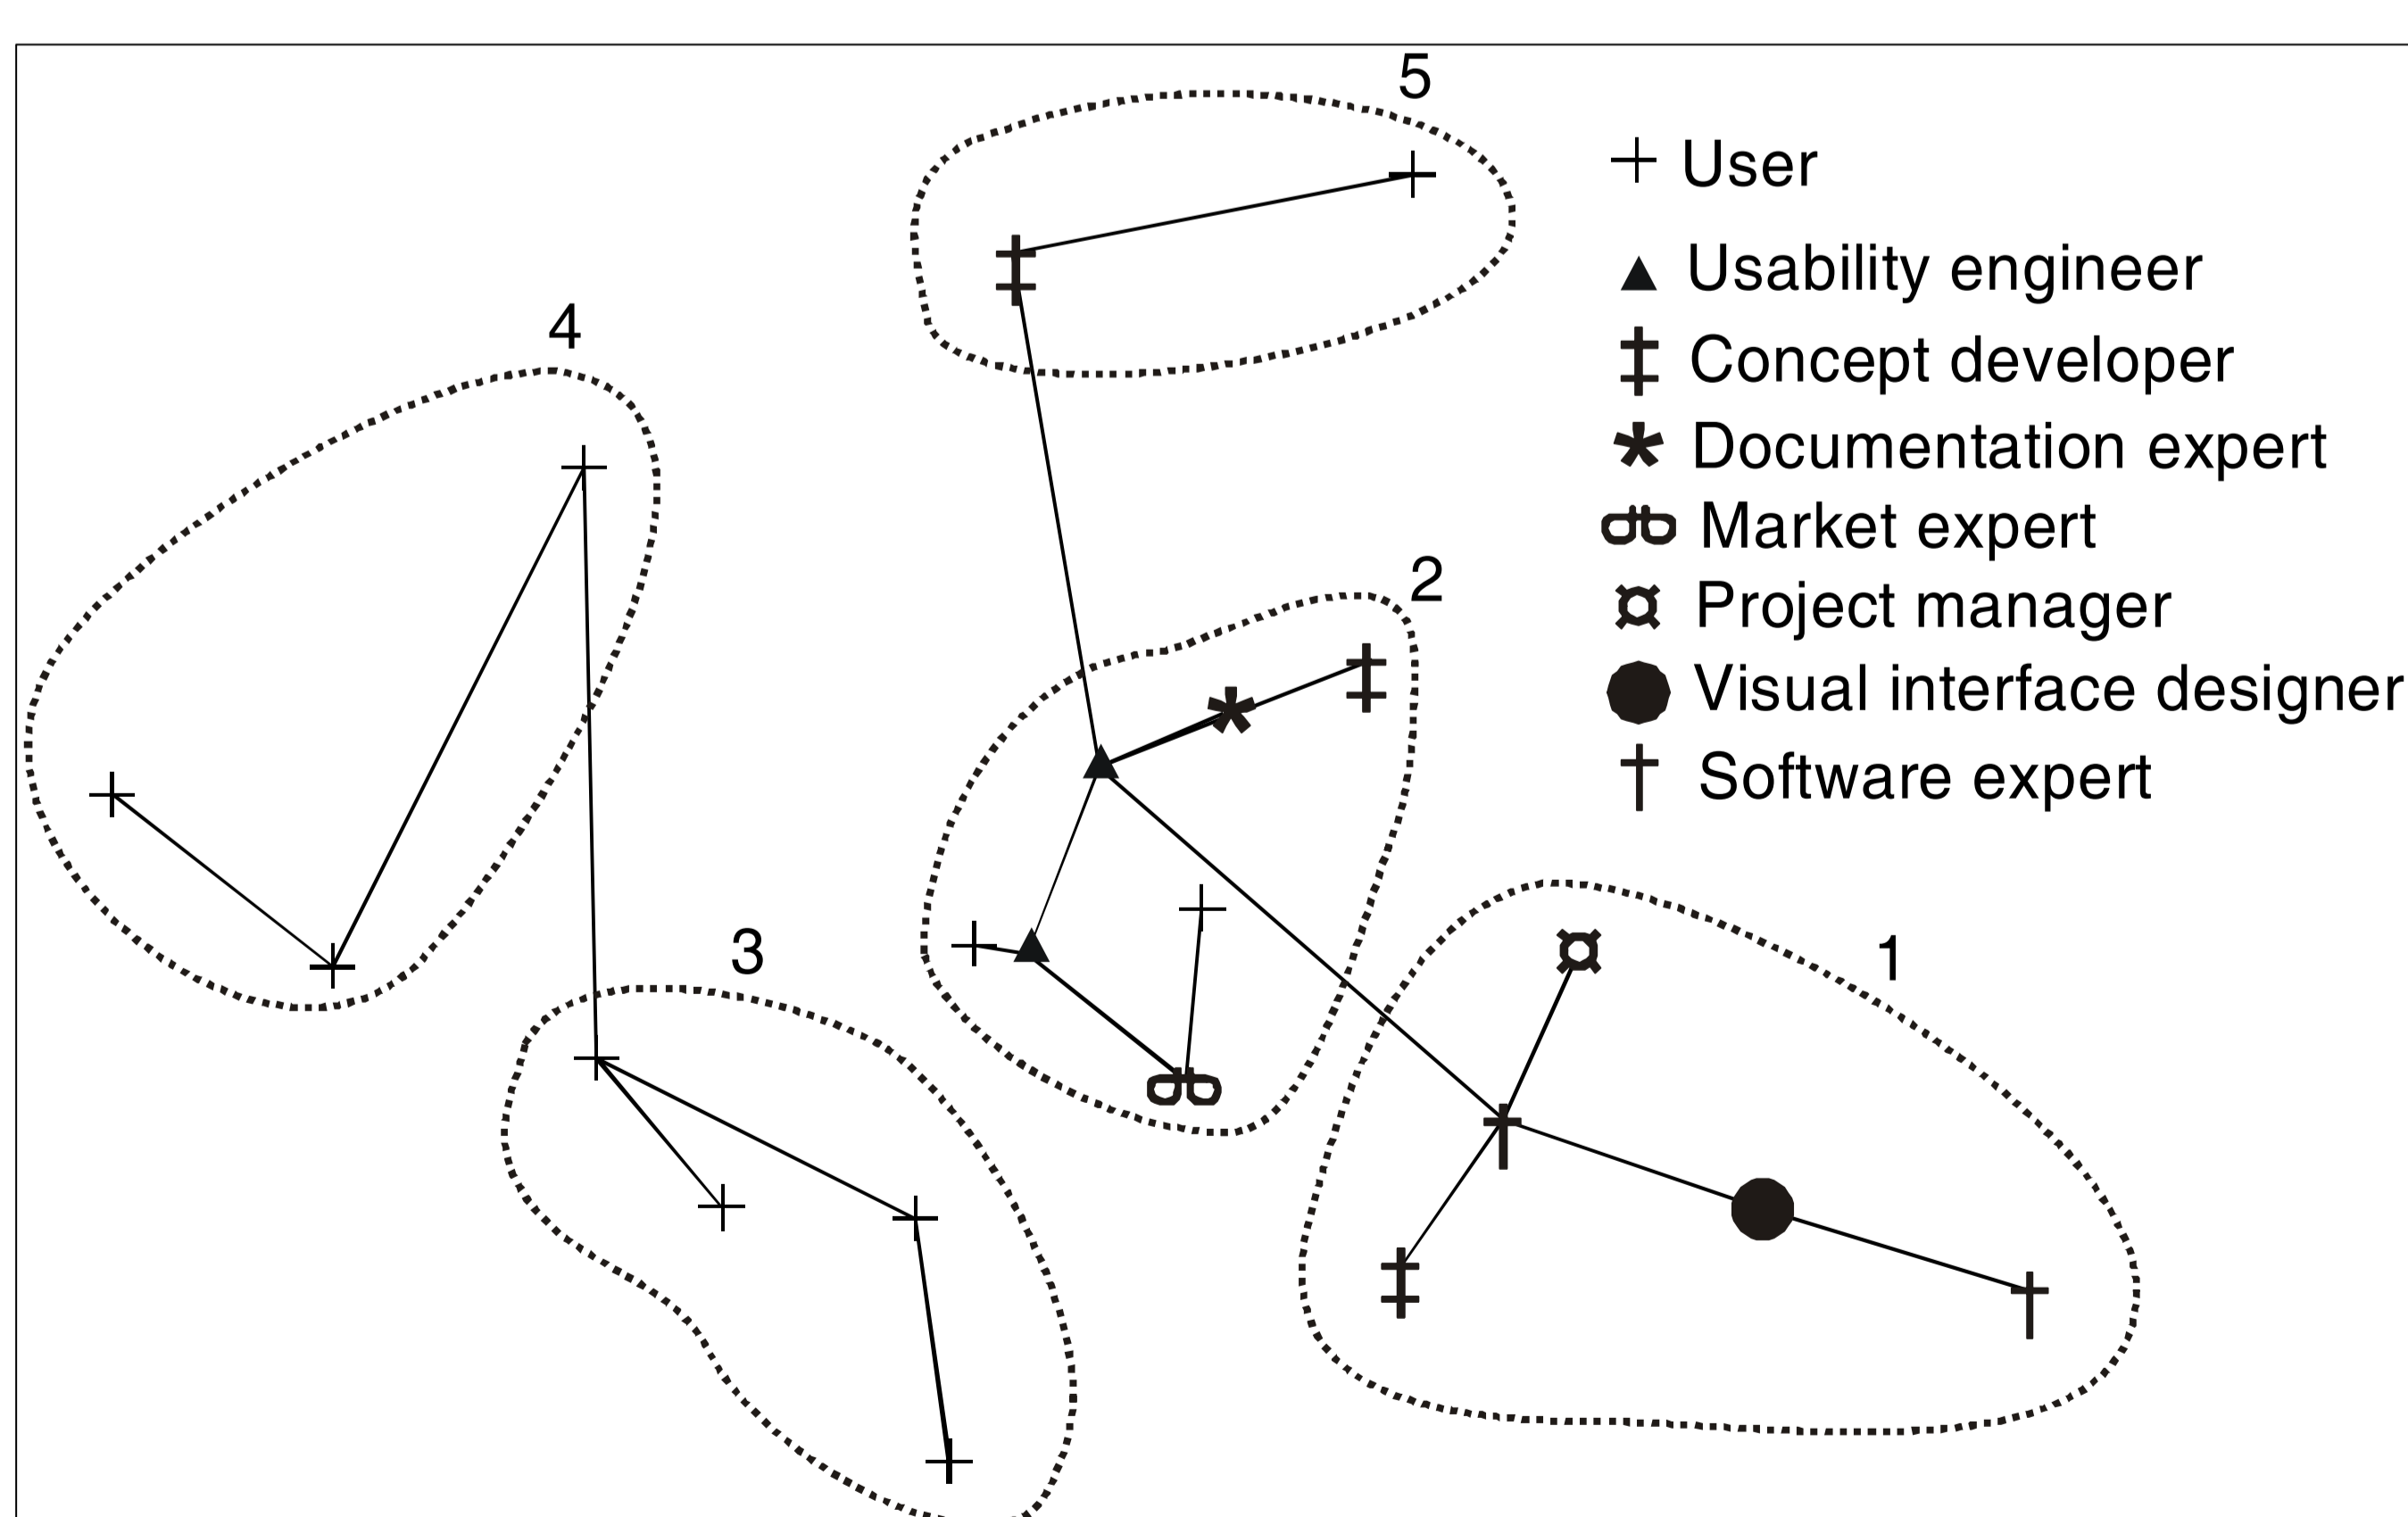 5
User
Usability engineer
4
Concept developer
Documentation expert
Market expert
2
Project manager
Visual interface designer
Software expert
3
1